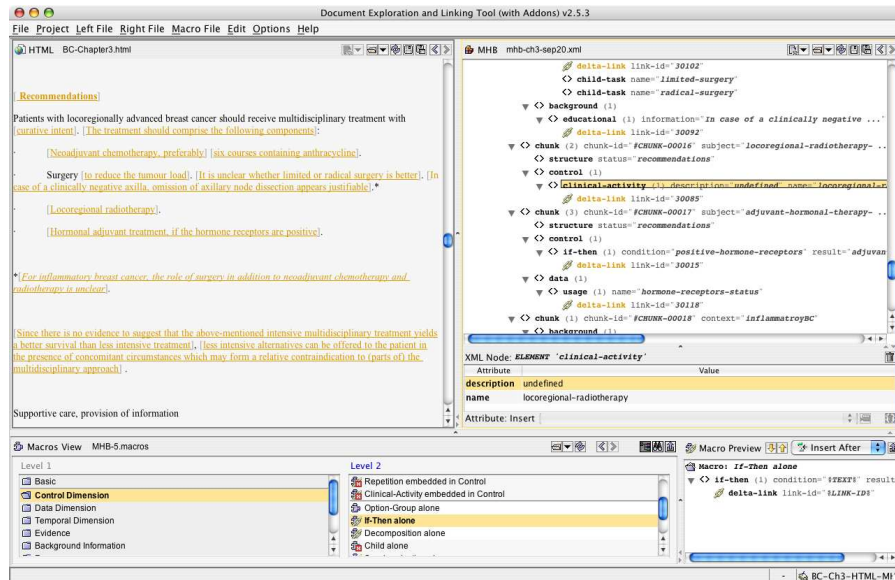 Document Exploration and Linking Tool (with Addons) v2.5.3
File Project Left File Right File Macro File Edit Options Help
HTML BC-Chapter3.html
[ Recommendations]
Patients with locoregionally advanced breast cancer should receive multidisciplinary treatment with
[curative intent]. [The treatment should comprise the following components]:
· [Neoadjuvant chemotherapy, preferably] [six courses containing anthracycline].
· Surgery [to reduce the tumour load]. [It is unclear whether limited or radical surgery is better]. [In
case of a clinically negative axilla, omission of axillary node dissection appears justifiable].*
· [Locoregional radiotherapy].
· [Hormonal adjuvant treatment, if the hormone receptors are positive].
*[For inflammatory breast cancer, the role of surgery in addition to neoadjuvant chemotherapy and
radiotherapy is unclear].
[Since there is no evidence to suggest that the above-mentioned intensive multidisciplinary treatment yields
a better survival than less intensive treatment], [[less intensive alternatives can be offered to the patient in
the presence of concomitant circumstances which may form a relative contraindication to (parts of) the
multidisciplinary approach] .
Supportive care, provision of information
MHB mhb-ch3-sep20.xml
delta-link link-id="30102"
<> child-task name="limited-surgery"
<> child-task name="radical-surgery"
<> background (1)
<> educational (1) information="In case of a clinically negative ..."
delta-link link-id="30092"
<> chunk (2) chunk-id="#CHUNK-00016" subject="locoregional-radiotherapy- ..
<> structure status="recommendations"
<> control (1)
<> clinical-activity (1) description="undefined" name="locoregional-r
delta-link link-id="30085"
<> chunk (3) chunk-id="#CHUNK-00017" subject="adjuvant-hormonal-therapy- ..
<> structure status="recommendations"
<> control (1)
<> if-then (1) condition="positive-hormone-receptors" result="adjuvan
delta-link link-id="30015"
<> data (1)
<> usage (1) name="hormone-receptors-status"
delta-link link-id="30118"
<> chunk (1) chunk-id="#CHUNK-00018" context="inflammatroyBC"
<> background (1)
XML Node: ELEMENT 'clinical-activity'
Attribute Value
description undefined
name locoregional-radiotherapy
Attribute: Insert
Macros View MHB-5.macros
Level 1
Basic
Control Dimension
Data Dimension
Temporal Dimension
Evidence
Background Information
Level 2
Repetition embedded in Control
Clinical-Activity embedded in Control
Option-Group alone
If-Then alone
Decomposition alone
Child alone
Macro Preview Insert After
Macro: If-Then alone
<> if-then (1) condition="$TEXT$" result
delta-link link-id="$LINK-ID$"
- BC-Ch3-HTML-MI